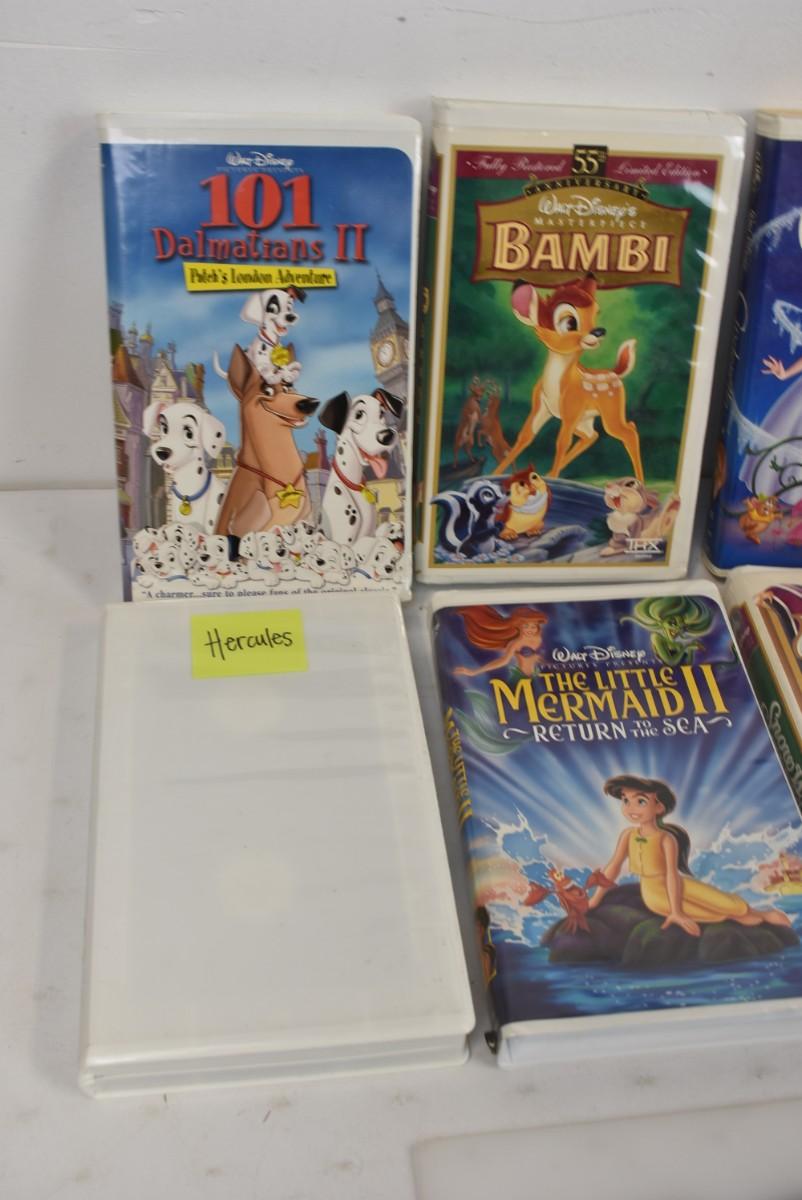 WALT DISNEY
PICTURES PRESENTS
101
Dalmatians II
Patch's London Adventure
"A charmer...sure to please fans of the original classic"
Fully Restored 55th Limited Edition
ANNIVERSARY
WALT DISNEY'S
MASTERPIECE
BAMBI
THX
Hercules
WALT DISNEY
PICTURES PRESENTS
THE LITTLE
MERMAID II
RETURN TO THE SEA
THE LITTLE